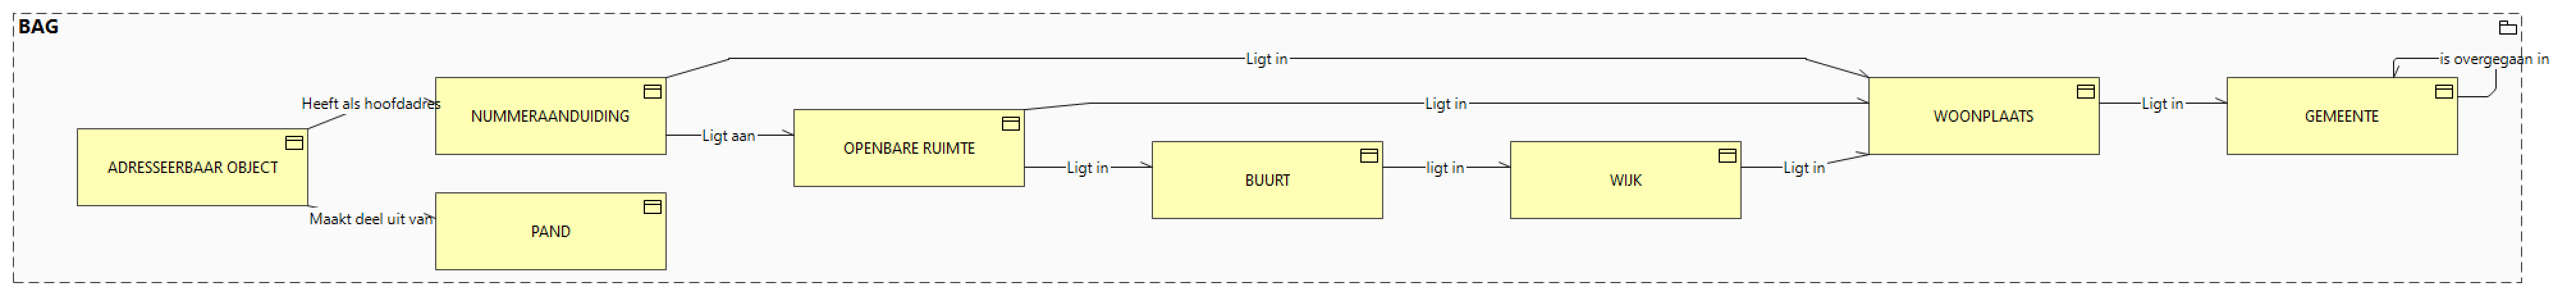 BAG
Ligt in
is overgegaan in
Heeft als hoofdadres
NUMMERAANDUIDING
Ligt in
WOONPLAATS
Ligt in
GEMEENTE
Ligt aan
OPENBARE RUIMTE
ADRESSEERBAAR OBJECT
Ligt in
BUURT
ligt in
WIJK
Ligt in
Maakt deel uit van
PAND